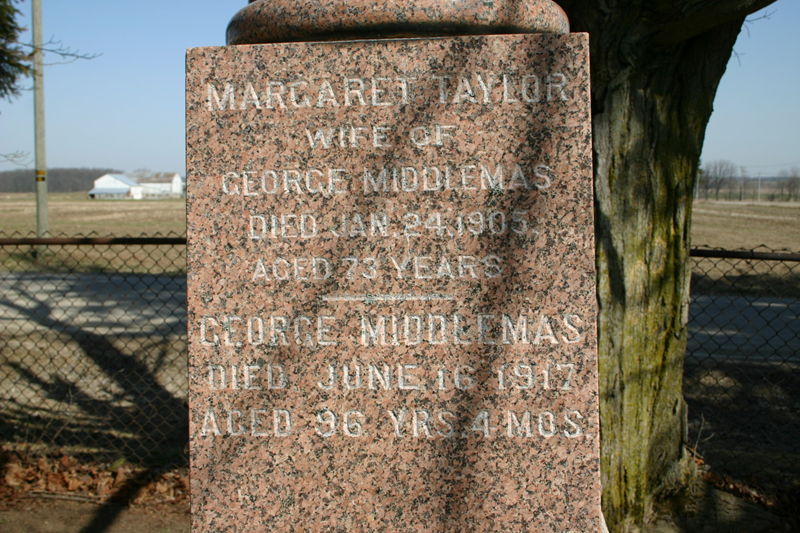 MARGARET TAYLOR
WIFE OF
GEORGE MIDDLEMAS
DIED JAN. 24. 1905.
AGED 73 YEARS
GEORGE MIDDLEMAS
DIED JUNE 16 1917
AGED 96 YRS. 4 MOS.